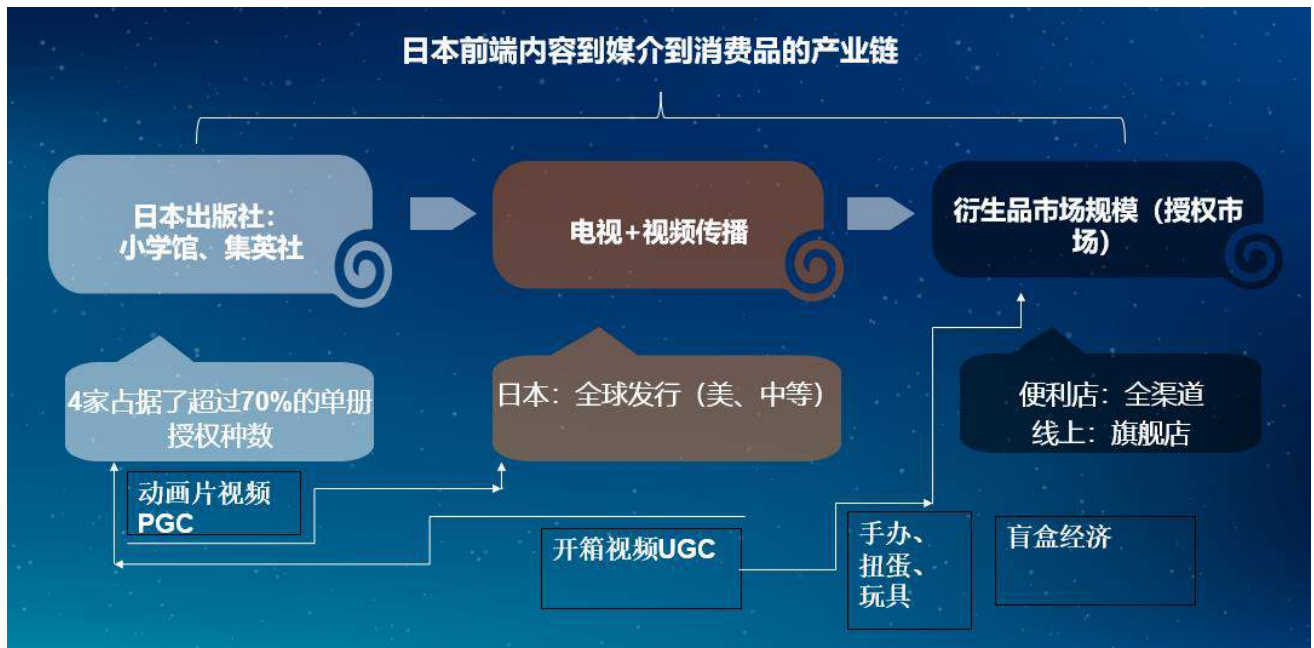 日本前端内容到媒介到消费品的产业链
日本出版社：
小学馆、集英社
电视+视频传播
衍生品市场规模（授权市
场）
4家占据了超过70%的单册
授权种数
日本：全球发行（美、中等）
便利店：全渠道
线上：旗舰店
动画片视频
PGC
开箱视频UGC
手办、
扭蛋、
玩具
盲盒经济